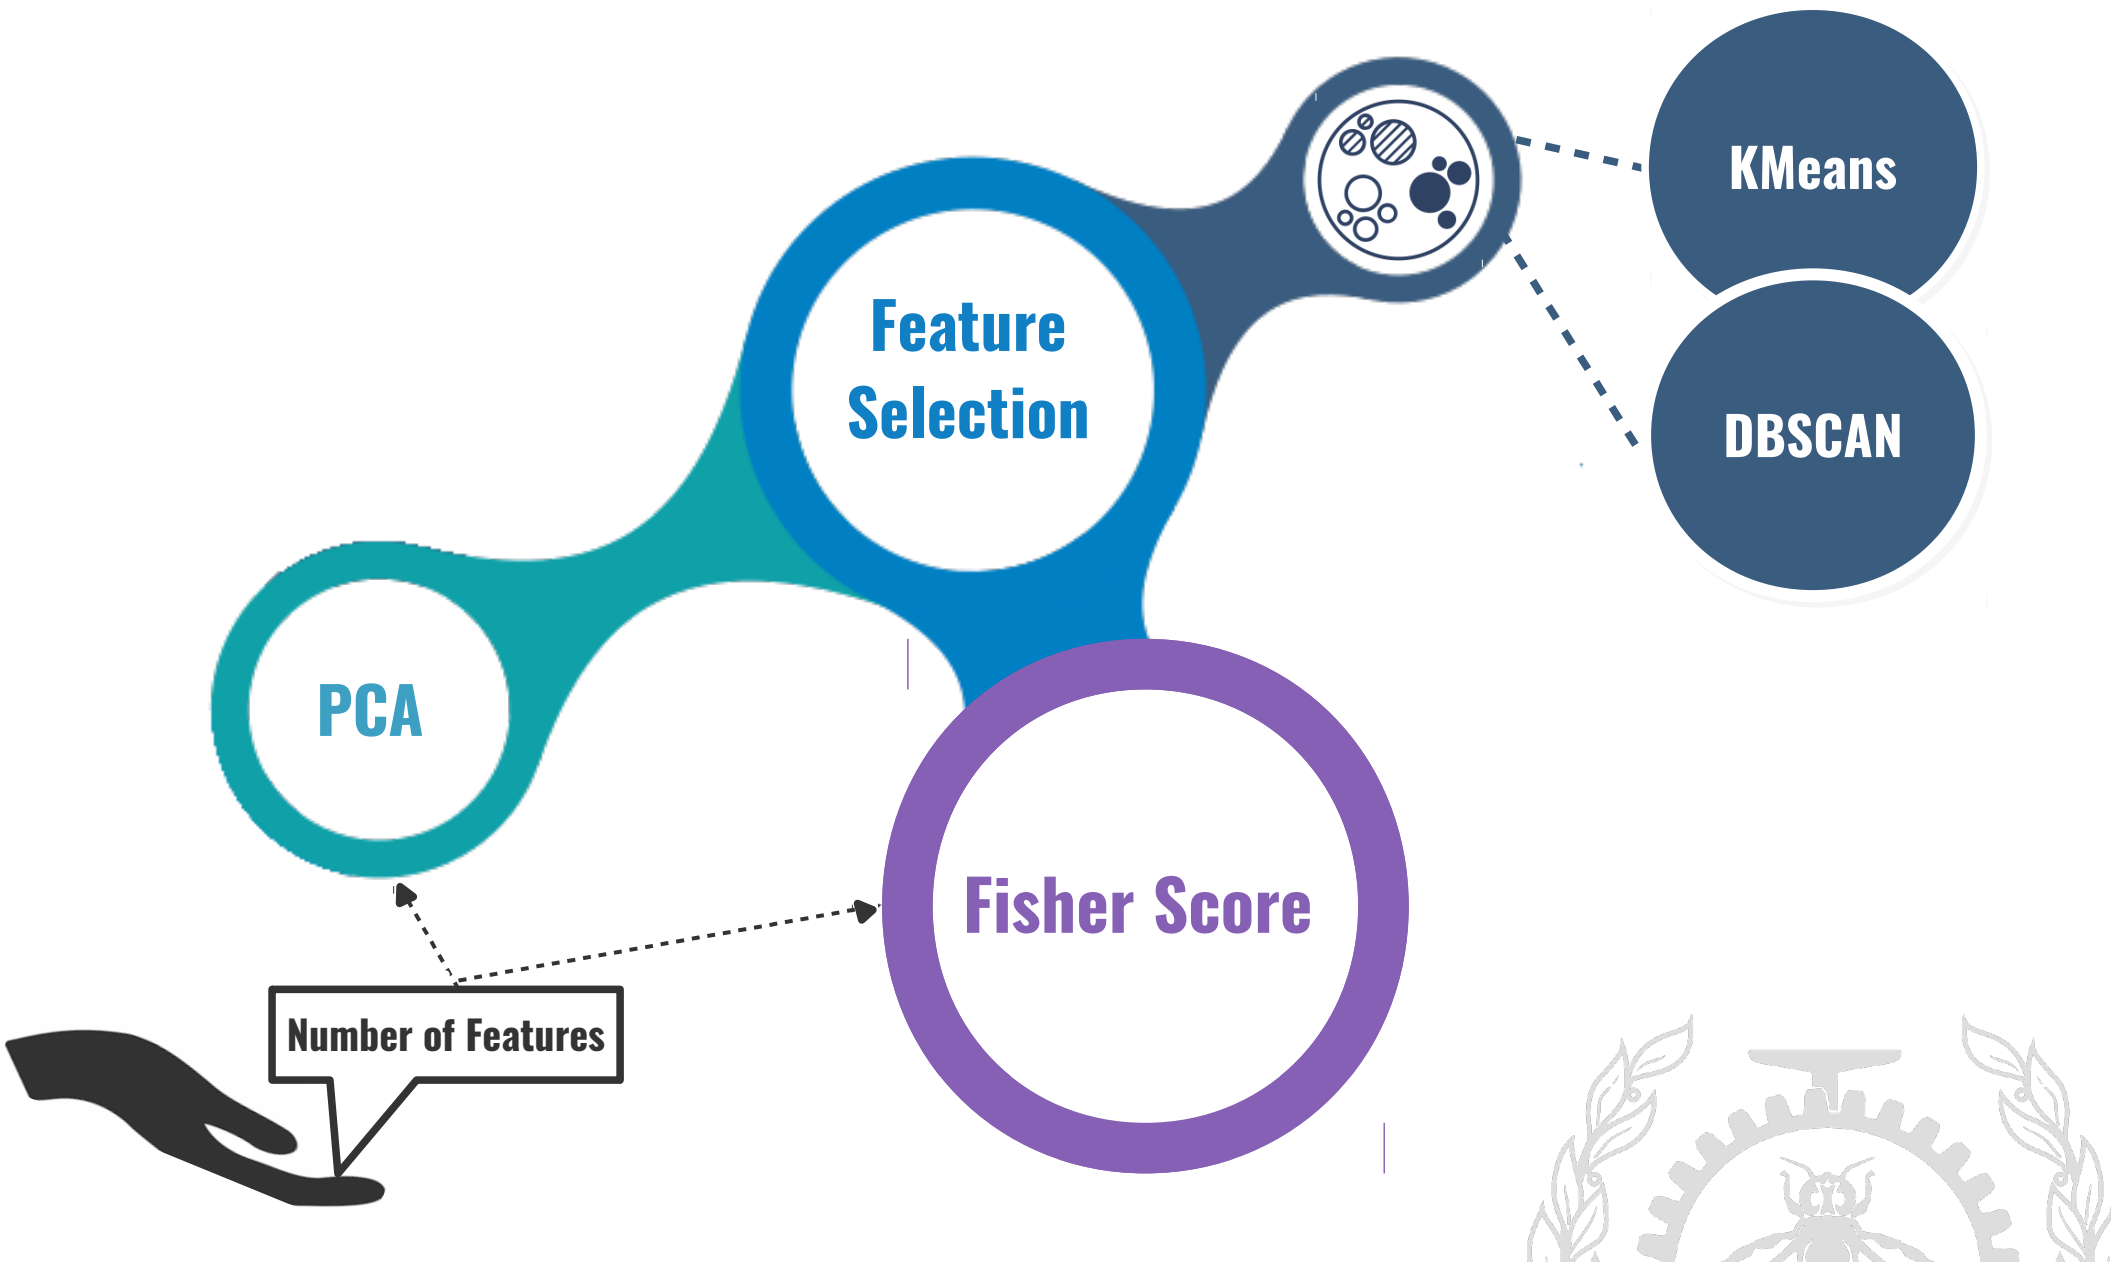 KMeans
Feature
Selection
DBSCAN
PCA
Fisher Score
Number of Features